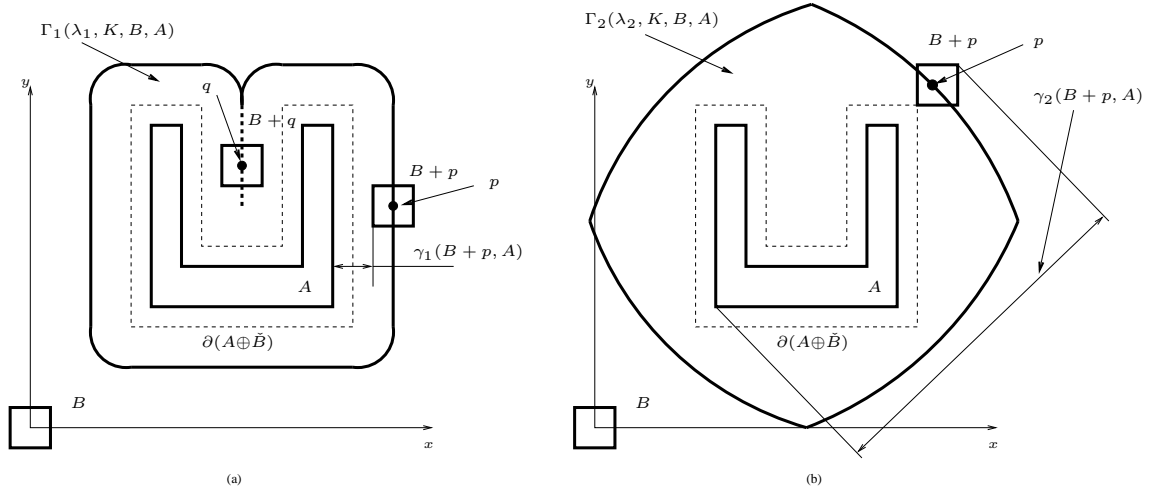 Γ₁(λ₁, K, B, A)
y
q
B + q
B + p
p
γ₁(B + p, A)
A
∂(A⊕B̌)
B
x
(a)
Γ₂(λ₂, K, B, A)
B + p
p
y
γ₂(B + p, A)
A
∂(A⊕B̌)
B
x
(b)